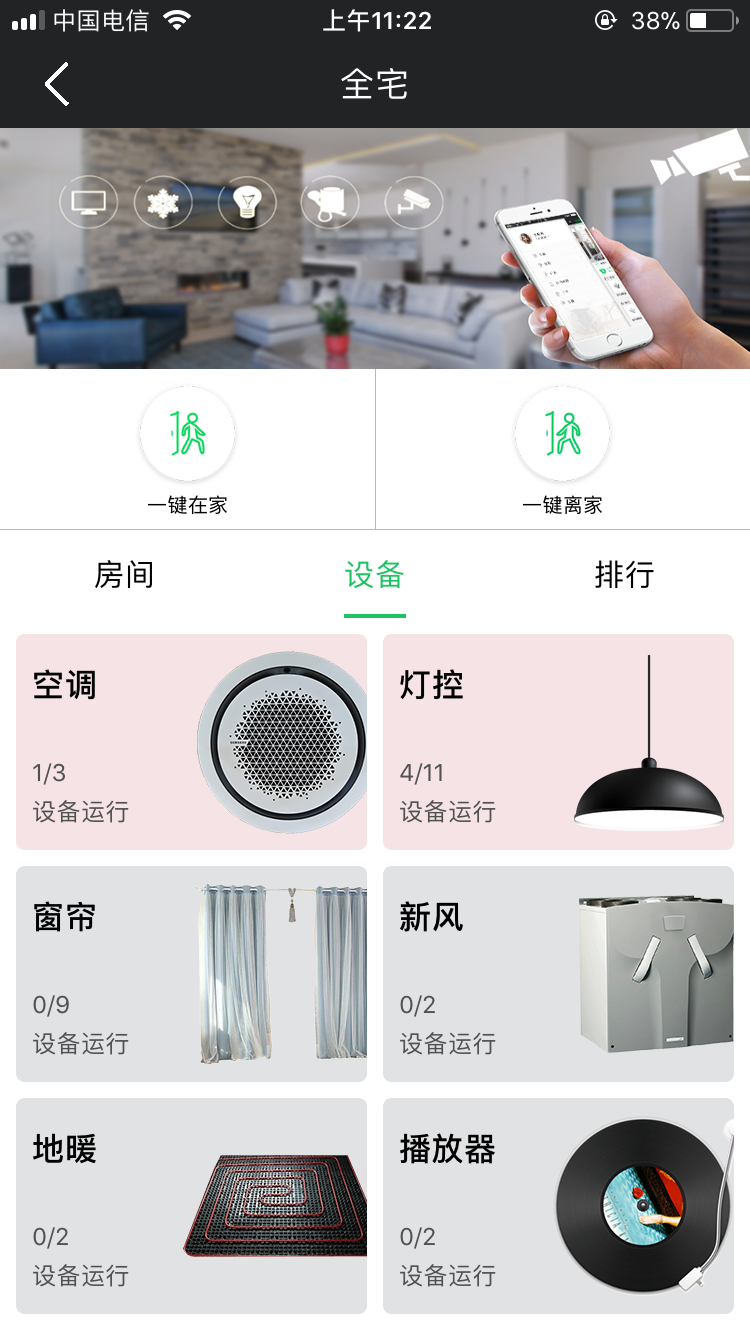 中国电信 上午11:22 38%
全宅
一键在家 一键离家
房间 设备 排行
空调
1/3
设备运行
灯控
4/11
设备运行
窗帘
0/9
设备运行
新风
0/2
设备运行
地暖
0/2
设备运行
播放器
0/2
设备运行